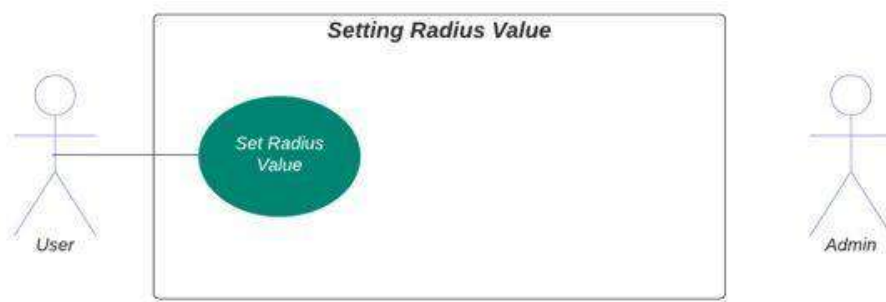 Setting Radius Value
Set Radius
Value
User
Admin